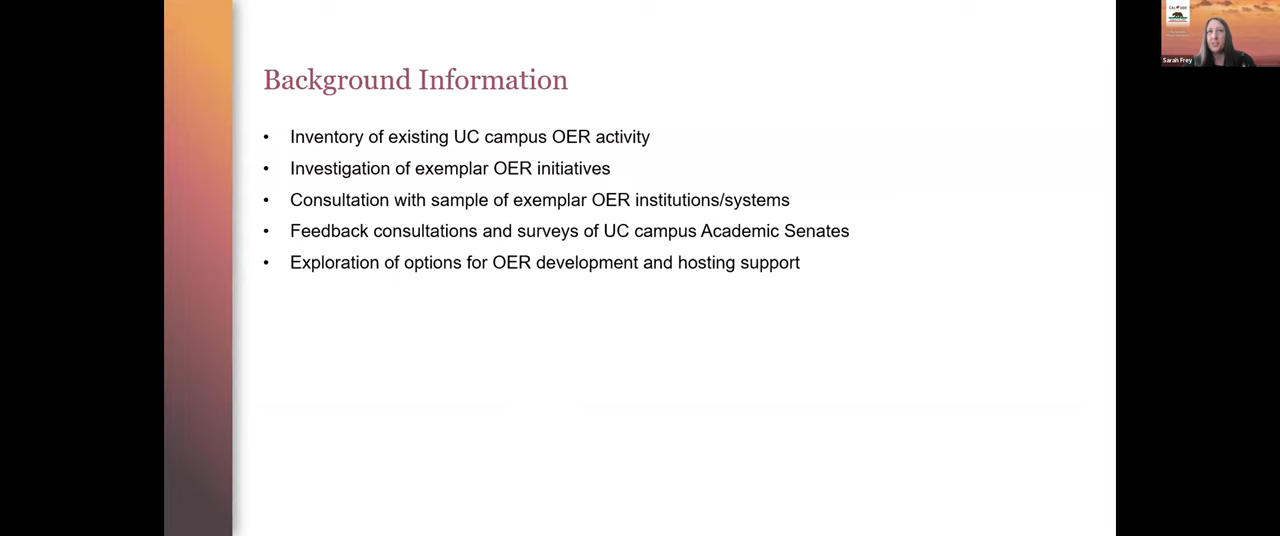 Background Information
• Inventory of existing UC campus OER activity
• Investigation of exemplar OER initiatives
• Consultation with sample of exemplar OER institutions/systems
• Feedback consultations and surveys of UC campus Academic Senates
• Exploration of options for OER development and hosting support
Sarah Frey